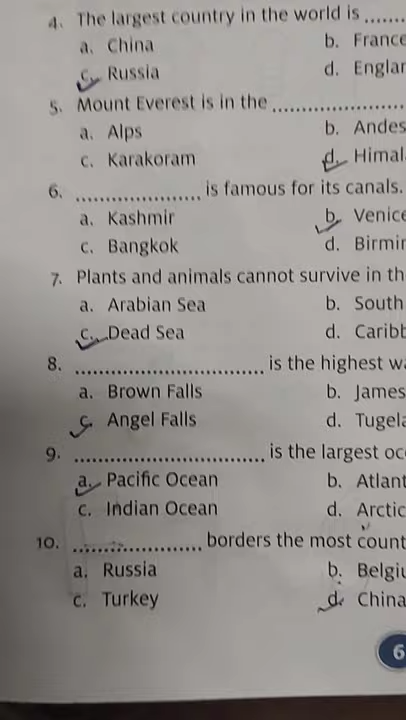 4. The largest country in the world is .......
a. China b. France
c. Russia d. Englan
5. Mount Everest is in the ......................
a. Alps b. Andes
c. Karakoram d. Himal
6. ..................... is famous for its canals.
a. Kashmir b. Venice
c. Bangkok d. Birmin
7. Plants and animals cannot survive in th
a. Arabian Sea b. South
c. Dead Sea d. Caribb
8. ............................... is the highest wa
a. Brown Falls b. James
c. Angel Falls d. Tugela
9. ............................... is the largest oc
a. Pacific Ocean b. Atlant
c. Indian Ocean d. Arctic
10. ..................... borders the most count
a. Russia b. Belgiu
c. Turkey d. China
6